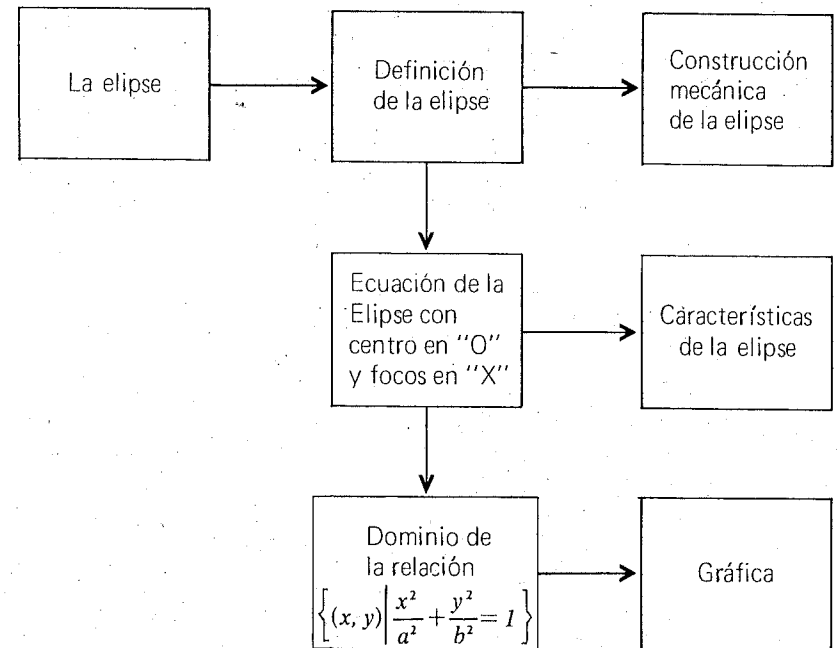 La elipse
Definición
de la elipse
Construcción
mecánica
de la elipse
Ecuación de la
Elipse con
centro en "O"
y focos en "X"
Características
de la elipse
Dominio de
la relación
{(x, y)| x²/a² + y²/b² = 1}
Gráfica